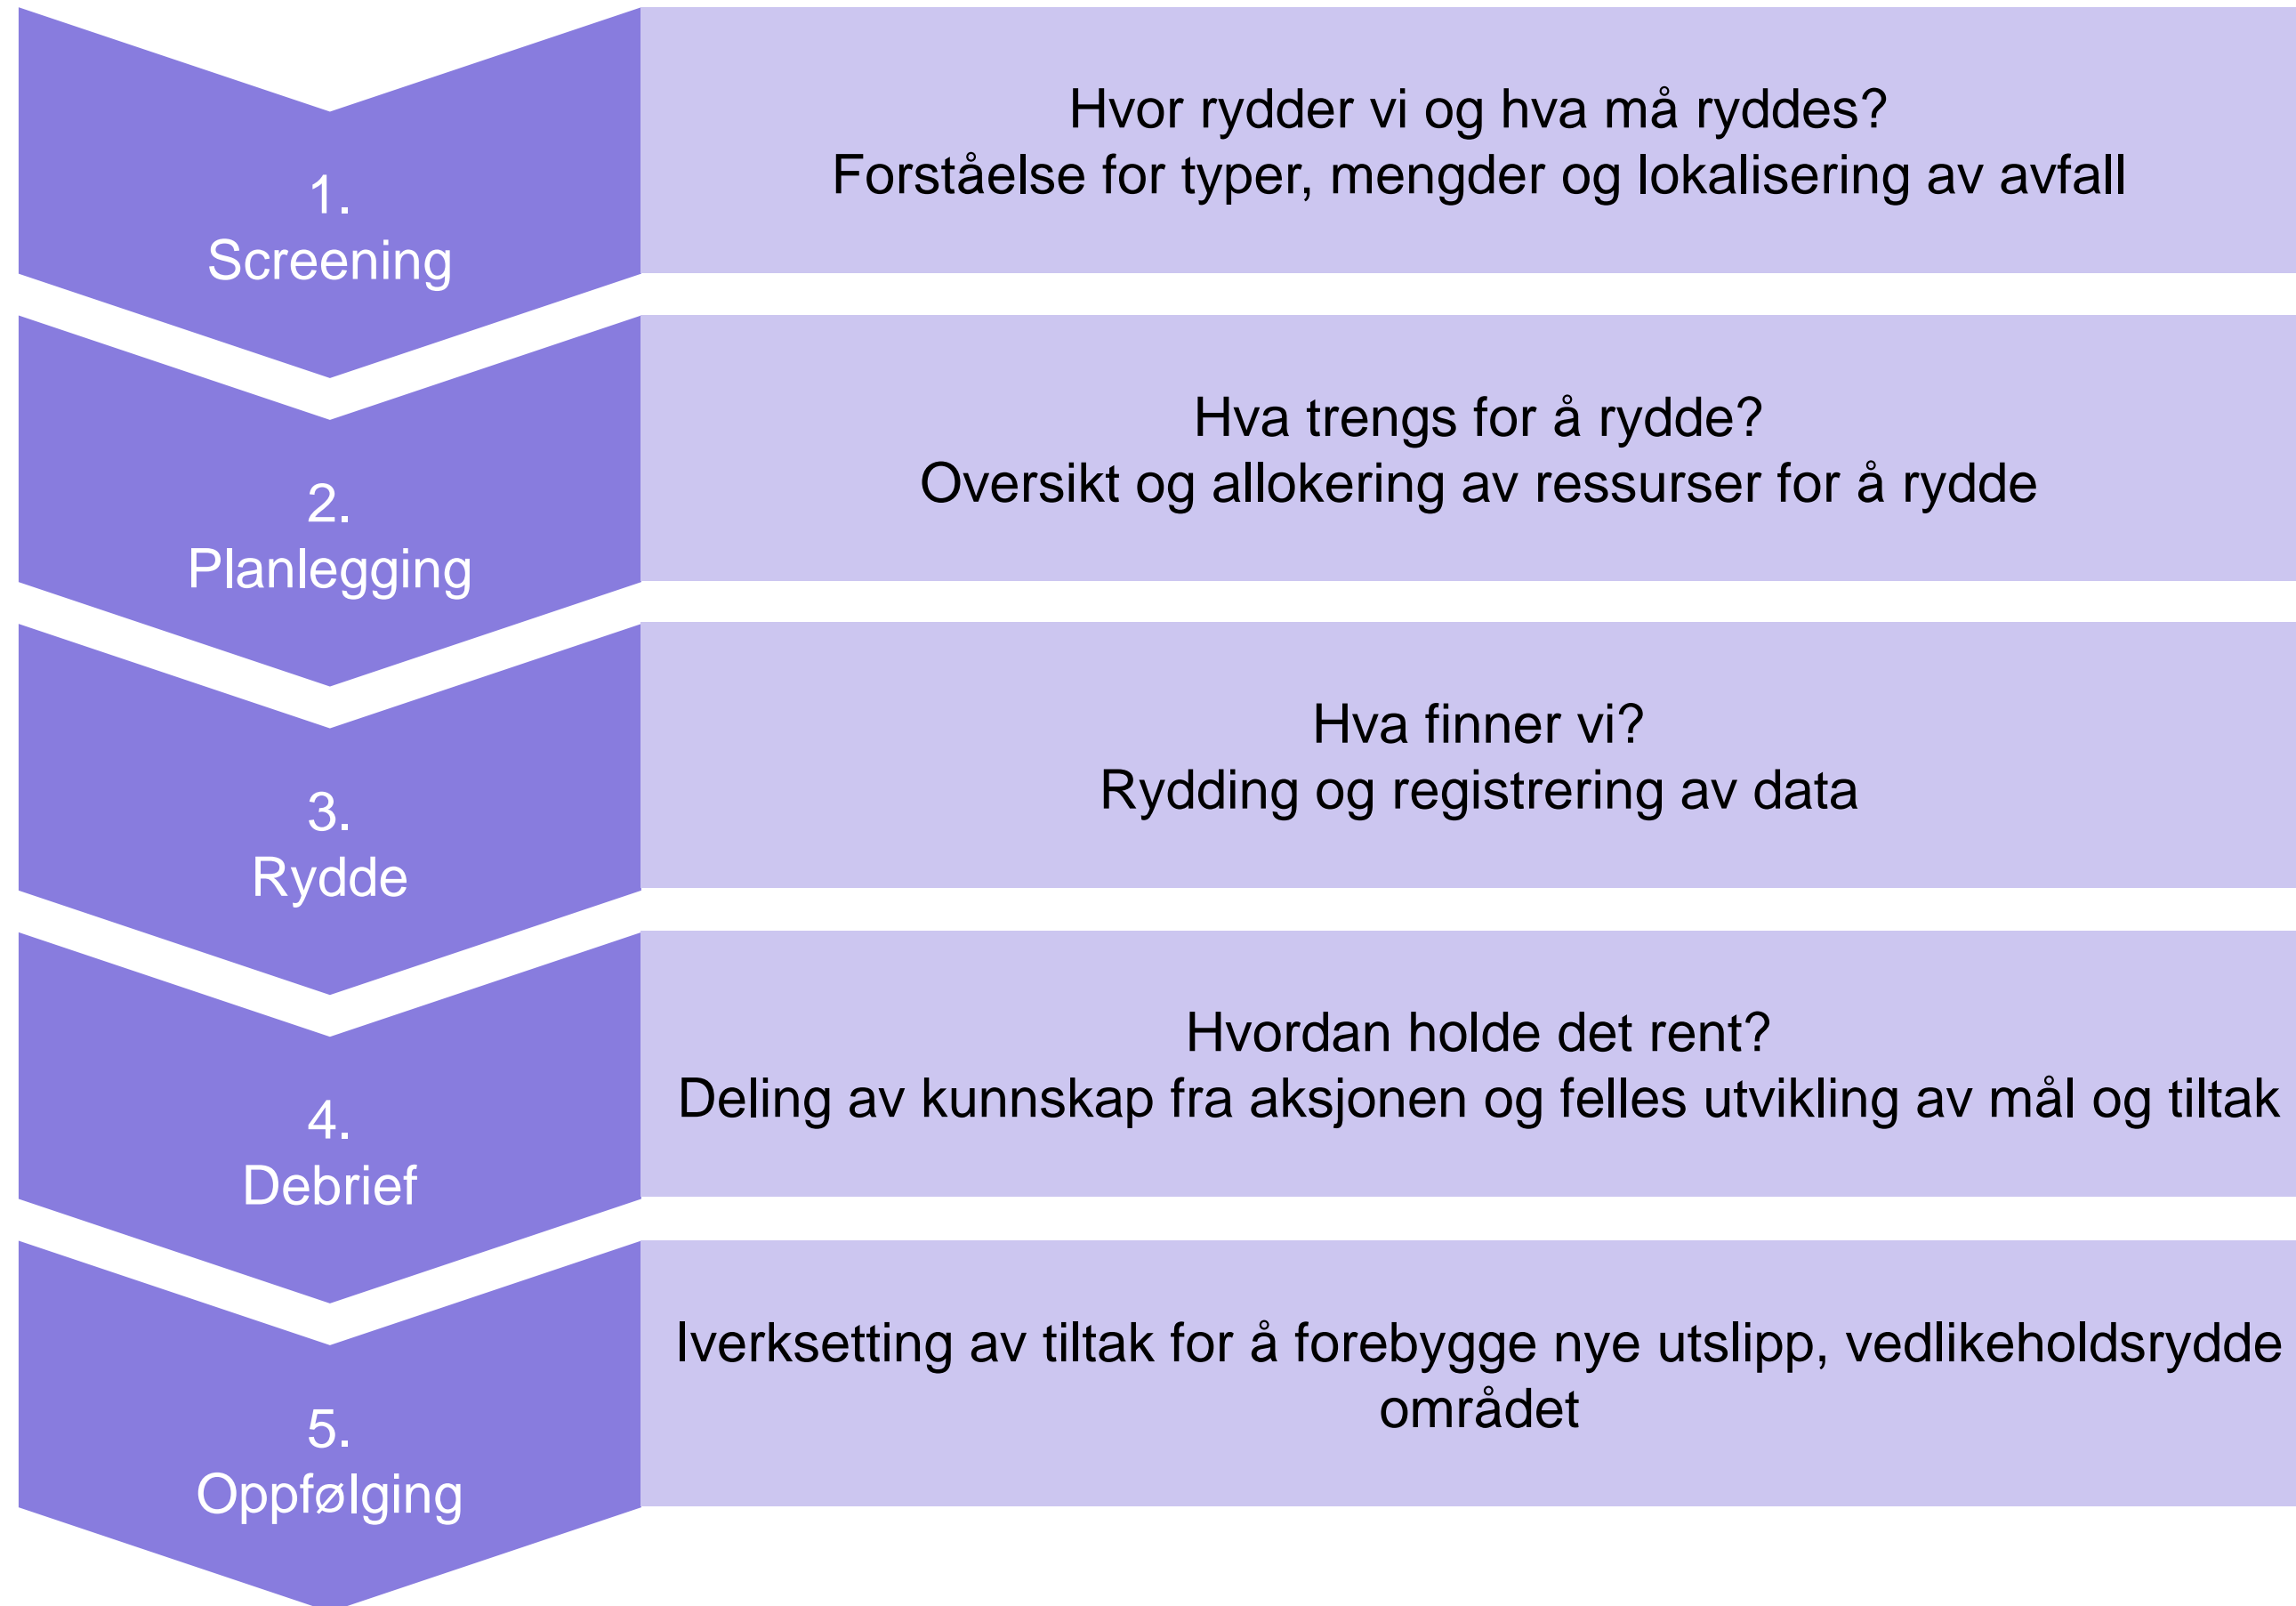 1.
Screening
Hvor rydder vi og hva må ryddes?
Forståelse for typer, mengder og lokalisering av avfall
2.
Planlegging
Hva trengs for å rydde?
Oversikt og allokering av ressurser for å rydde
3.
Rydde
Hva finner vi?
Rydding og registrering av data
4.
Debrief
Hvordan holde det rent?
Deling av kunnskap fra aksjonen og felles utvikling av mål og tiltak
5.
Oppfølging
Iverksetting av tiltak for å forebygge nye utslipp, vedlikeholdsrydde
området